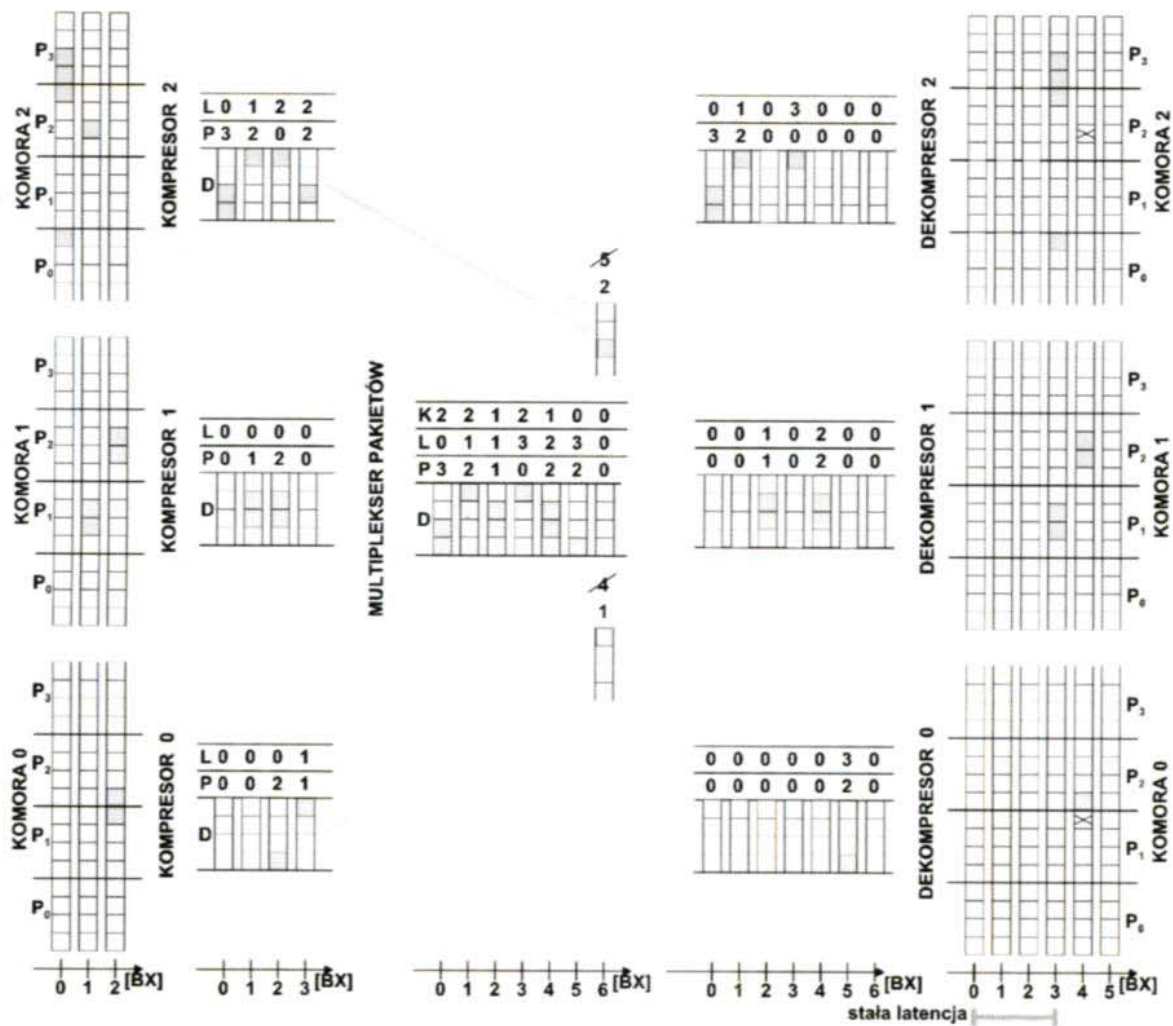 KOMORA 2
P3
P2
P1
P0
KOMPRESOR 2
L 0 1 2 2
P 3 2 0 2
D
0 1 0 3 0 0 0
3 2 0 0 0 0 0
DEKOMPRESOR 2
P3
P2
P1
P0
KOMORA 2
5
2
KOMORA 1
P3
P2
P1
P0
KOMPRESOR 1
L 0 0 0 0
P 0 1 2 0
D
MULTIPLEKSER PAKIETÓW
K 2 2 1 2 1 0 0
L 0 1 1 3 2 3 0
P 3 2 1 0 2 2 0
D
0 0 1 0 2 0 0
0 0 1 0 2 0 0
DEKOMPRESOR 1
P3
P2
P1
P0
KOMORA 1
4
1
KOMORA 0
P3
P2
P1
P0
KOMPRESOR 0
L 0 0 0 1
P 0 0 2 1
D
0 0 0 0 0 3 0
0 0 0 0 0 2 0
DEKOMPRESOR 0
P3
P2
P1
P0
KOMORA 0
0 1 2 [BX]
0 1 2 3 [BX]
0 1 2 3 4 5 6 [BX]
0 1 2 3 4 5 6 [BX]
0 1 2 3 4 5 [BX]
stała latencja